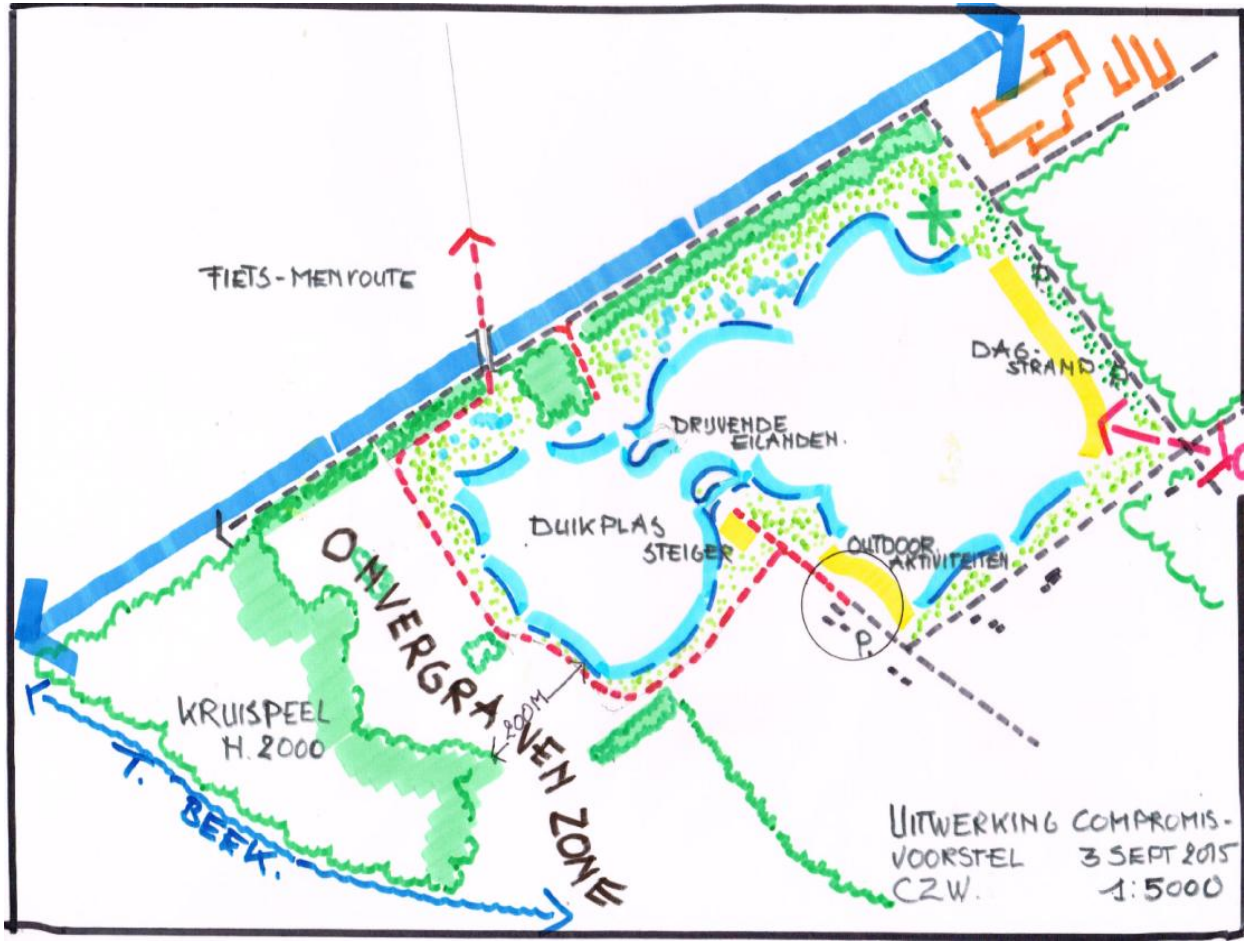 FIETS-MENROUTE
DAG-
STRAND
DRIJVENDE
EILANDEN.
DUIKPLAS
STEIGER
OUTDOOR
AKTIVITEITEN
P.
ONVERGRAVEN ZONE
200M
KRUISPEEL
N.2000
T. BEEK.
UITWERKING COMPROMIS-
VOORSTEL 3 SEPT 2015
CZW. 1:5000